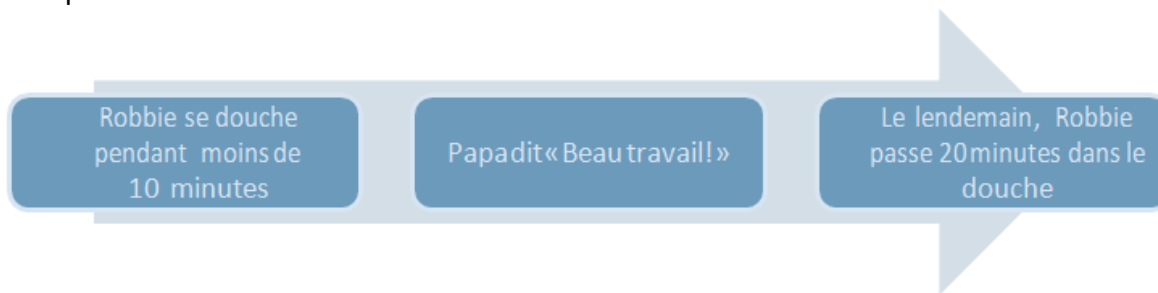 Robbie se douche
pendant moins de
10 minutes
Papa dit « Beau travail! »
Le lendemain, Robbie
passe 20 minutes dans le
douche